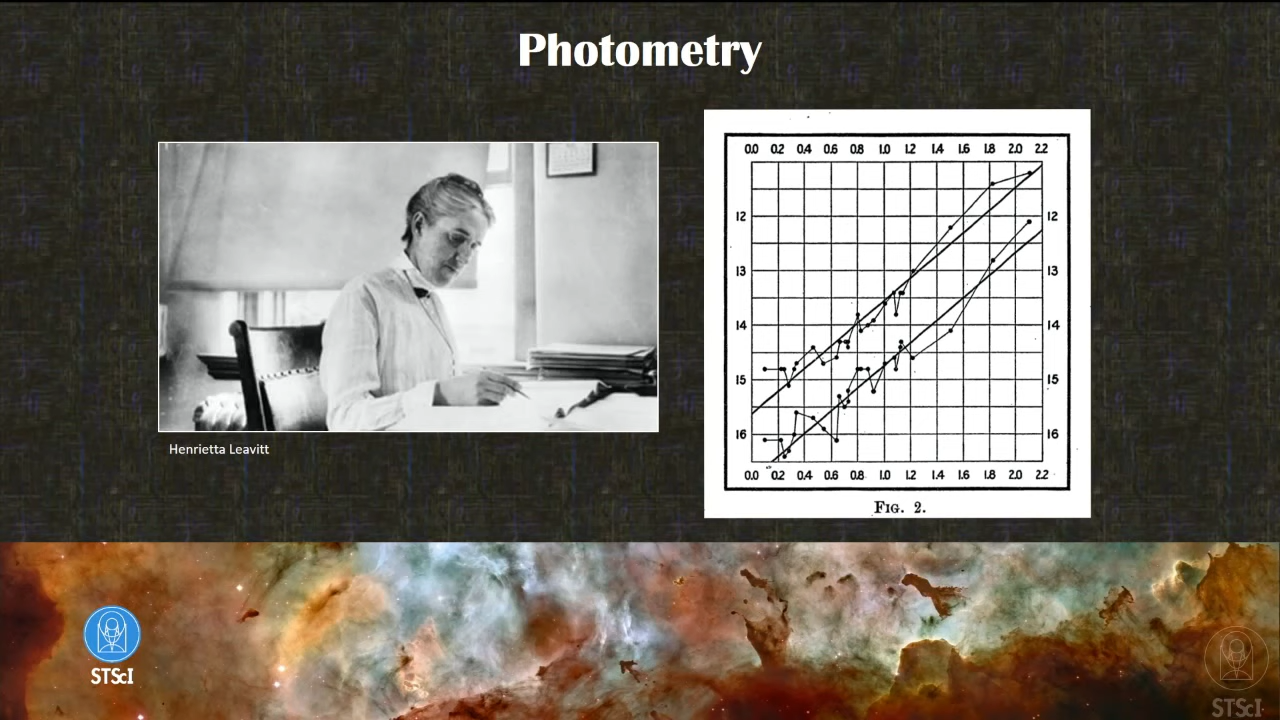 Photometry
Henrietta Leavitt
0.0 0.2 0.4 0.6 0.8 1.0 1.2 1.4 1.6 1.8 2.0 2.2
12 12
13 13
14 14
15 15
16 16
0.0 0.2 0.4 0.6 0.8 1.0 1.2 1.4 1.6 1.8 2.0 2.2
FIG. 2.
STScI
STScI